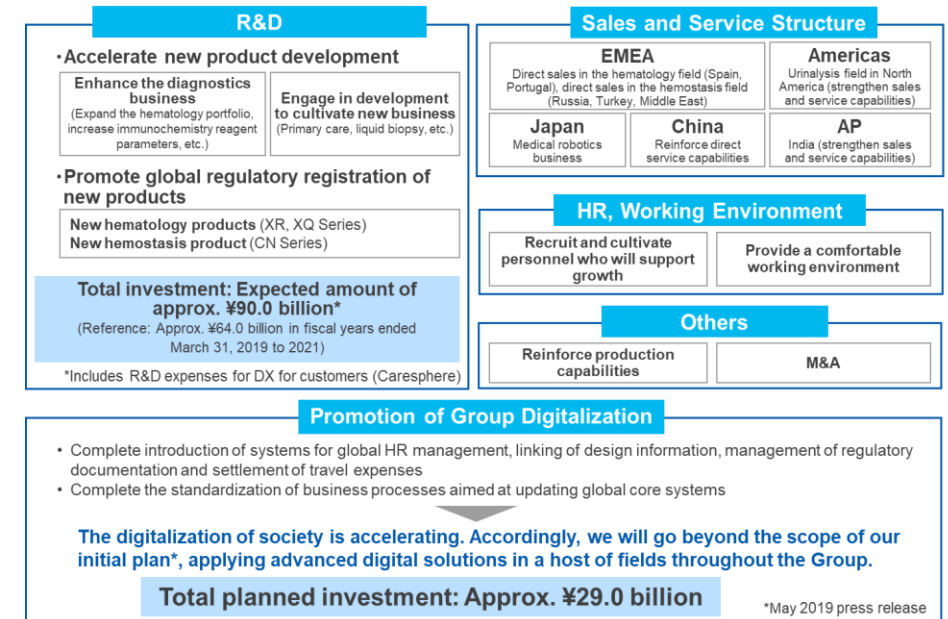 R&D
・Accelerate new product development
Enhance the diagnostics
business
(Expand the hematology portfolio,
increase immunochemistry reagent
parameters, etc.)
Engage in development
to cultivate new business
(Primary care, liquid biopsy, etc.)
・Promote global regulatory registration of
new products
New hematology products (XR, XQ Series)
New hemostasis product (CN Series)
Total investment: Expected amount of
approx. ¥90.0 billion*
(Reference: Approx. ¥64.0 billion in fiscal years ended
March 31, 2019 to 2021)
*Includes R&D expenses for DX for customers (Caresphere)
Sales and Service Structure
EMEA
Direct sales in the hematology field (Spain,
Portugal), direct sales in the hemostasis field
(Russia, Turkey, Middle East)
Americas
Urinalysis field in North
America (strengthen sales
and service capabilities)
Japan
Medical robotics
business
China
Reinforce direct
service capabilities
AP
India (strengthen sales
and service capabilities)
HR, Working Environment
Recruit and cultivate
personnel who will support
growth
Provide a comfortable
working environment
Others
Reinforce production
capabilities
M&A
Promotion of Group Digitalization
• Complete introduction of systems for global HR management, linking of design information, management of regulatory
documentation and settlement of travel expenses
• Complete the standardization of business processes aimed at updating global core systems
The digitalization of society is accelerating. Accordingly, we will go beyond the scope of our
initial plan*, applying advanced digital solutions in a host of fields throughout the Group.
Total planned investment: Approx. ¥29.0 billion
*May 2019 press release